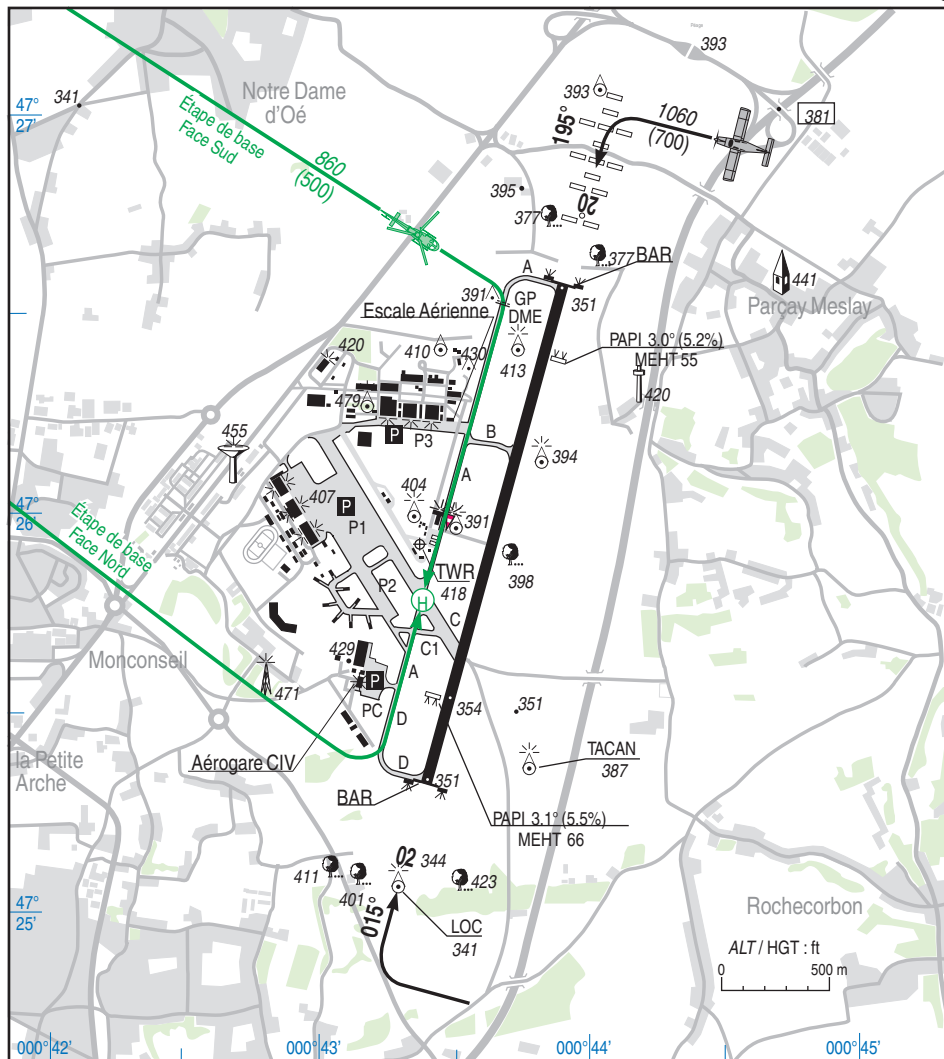 393
341
47°
27'
Notre Dame
d'Oé
393
195°
1060
(700)
381
Étape de base
Face Sud
860
(500)
395
377
20
377
BAR
441
A
391
GP
DME
351
Parçay Meslay
Escale Aérienne
420
410
430
413
PAPI 3.0° (5.2%)
MEHT 55
420
479
P
P3
B
455
394
A
407
P
P1
404
391
47°
26'
Étape de base
Face Nord
398
P2
TWR
418
H
C
C1
Monconseil
429
A
P
471
PC
354
351
D
la Petite
Arche
Aérogare CIV
D
351
TACAN
387
BAR
PAPI 3.1° (5.5%)
MEHT 66
411
401
02
344
423
47°
25'
015°
LOC
341
Rochecorbon
ALT / HGT : ft
0
500 m
000° 42'
000° 43'
000° 44'
000° 45'